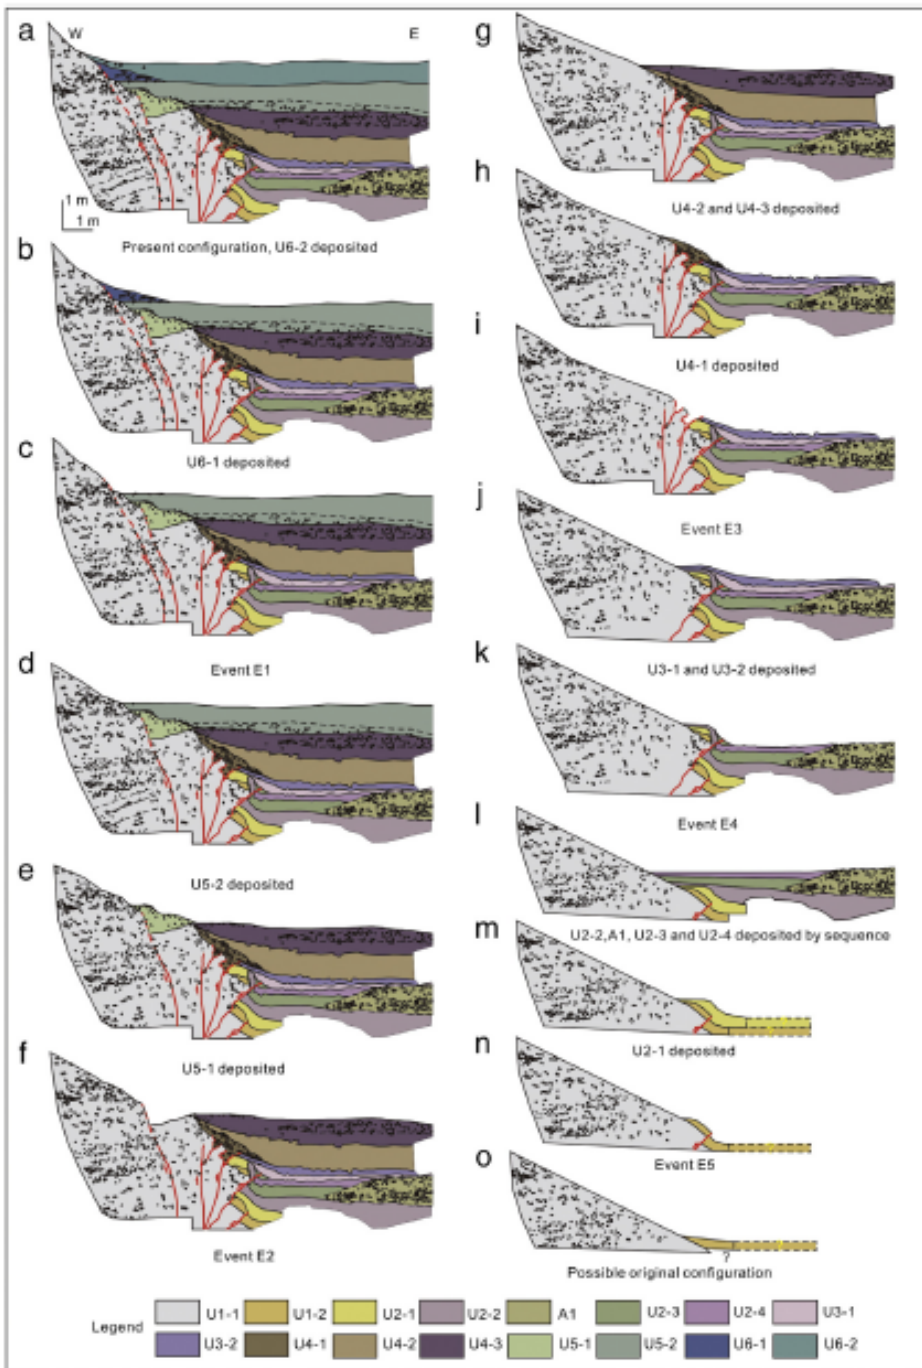 a
W
E
1 m
1 m
Present configuration, U6-2 deposited
b
U6-1 deposited
c
Event E1
d
U5-2 deposited
e
U5-1 deposited
f
Event E2
g
U4-2 and U4-3 deposited
h
U4-1 deposited
i
Event E3
j
U3-1 and U3-2 deposited
k
Event E4
l
U2-2, A1, U2-3 and U2-4 deposited by sequence
m
U2-1 deposited
n
Event E5
o
?
Possible original configuration
Legend
U1-1 U1-2 U2-1 U2-2 A1 U2-3 U2-4 U3-1
U3-2 U4-1 U4-2 U4-3 U5-1 U5-2 U6-1 U6-2